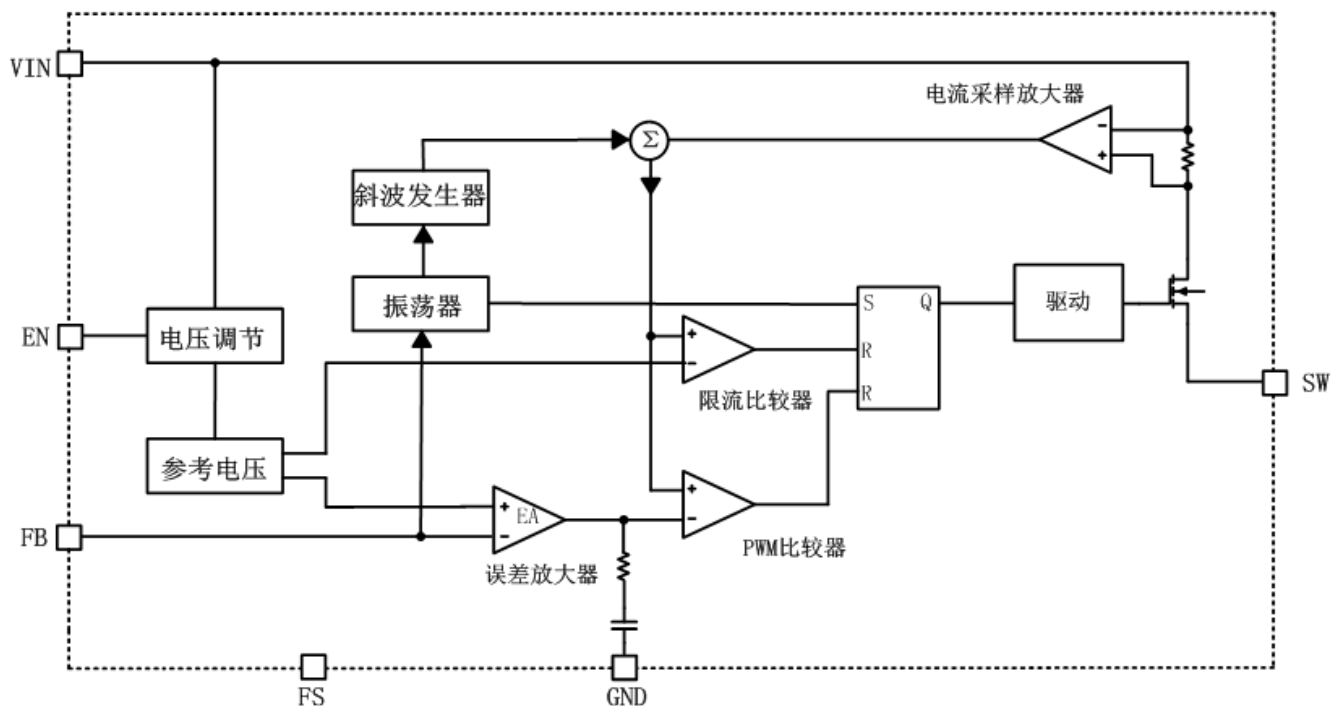 VIN
电流采样放大器
-
+
Σ
斜波发生器
振荡器
S
Q
驱动
EN
电压调节
+
-
R
限流比较器
R
SW
参考电压
+
EA
-
+
-
FB
误差放大器
PWM比较器
FS
GND